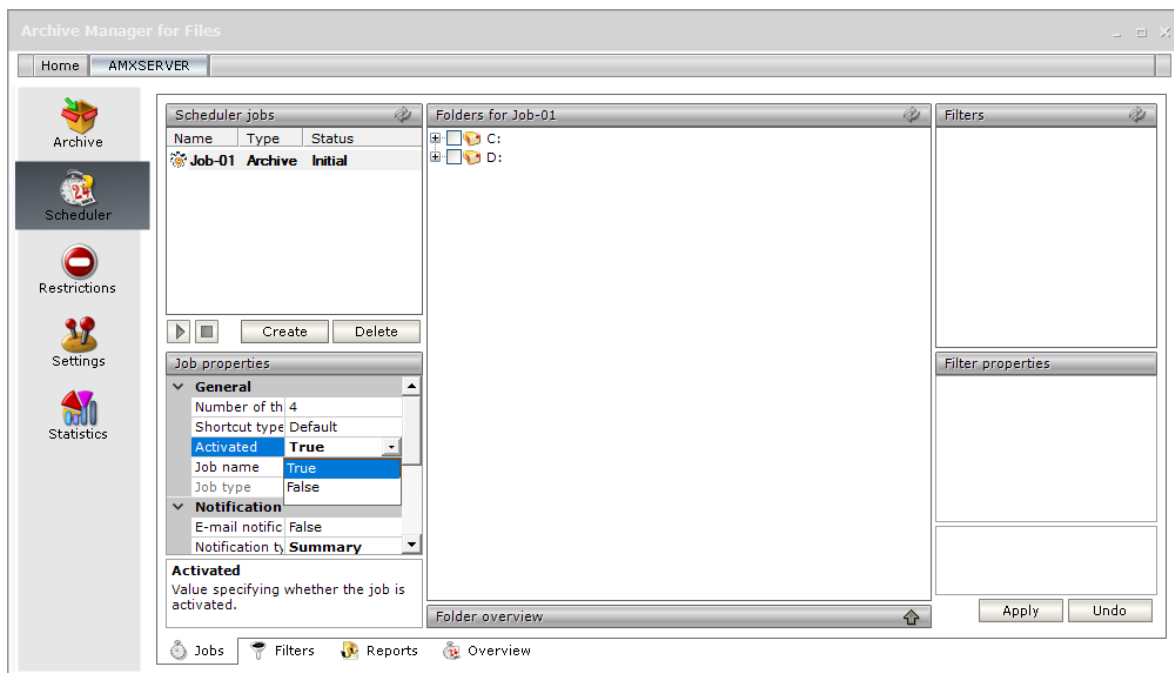 Archive Manager for Files
Home AMXSERVER
Archive
Scheduler
Restrictions
Settings
Statistics
Scheduler jobs
Name Type Status
Job-01 Archive Initial
Create Delete
Job properties
General
Number of th 4
Shortcut type Default
Activated True
Job name True
Job type False
Notification
E-mail notific False
Notification ty Summary
Activated
Value specifying whether the job is
activated.
Folders for Job-01
C:
D:
Folder overview
Filters
Filter properties
Apply Undo
Jobs Filters Reports Overview